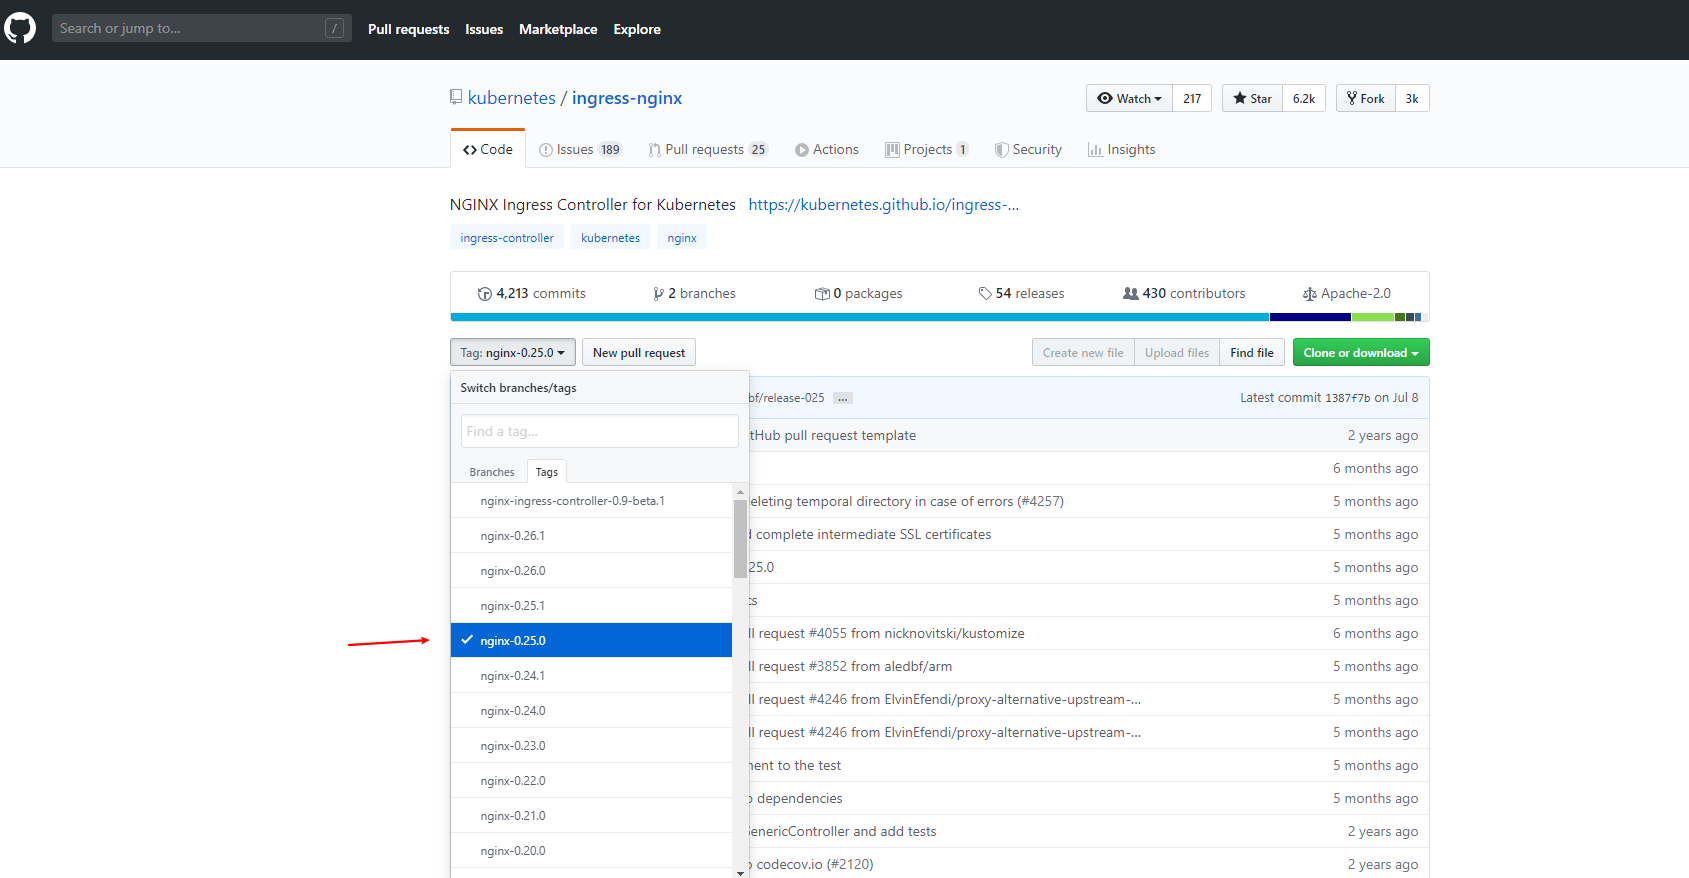 Search or jump to... /
Pull requests Issues Marketplace Explore
kubernetes / ingress-nginx
Watch 217 Star 6.2k Fork 3k
Code Issues 189 Pull requests 25 Actions Projects 1 Security Insights
NGINX Ingress Controller for Kubernetes https://kubernetes.github.io/ingress-...
ingress-controller kubernetes nginx
4,213 commits 2 branches 0 packages 54 releases 430 contributors Apache-2.0
Tag: nginx-0.25.0 New pull request Create new file Upload files Find file Clone or download
Switch branches/tags
Find a tag...
Branches Tags
nginx-ingress-controller-0.9-beta.1
nginx-0.26.1
nginx-0.26.0
nginx-0.25.1
nginx-0.25.0
nginx-0.24.1
nginx-0.24.0
nginx-0.23.0
nginx-0.22.0
nginx-0.21.0
nginx-0.20.0
bf/release-025 ... Latest commit 1387f7b on Jul 8
tHub pull request template 2 years ago
6 months ago
eleting temporal directory in case of errors (#4257) 5 months ago
d complete intermediate SSL certificates 5 months ago
25.0 5 months ago
cs 5 months ago
ll request #4055 from nicknovitski/kustomize 6 months ago
ll request #3852 from aledbf/arm 5 months ago
ll request #4246 from ElvinEfendi/proxy-alternative-upstream-... 5 months ago
ll request #4246 from ElvinEfendi/proxy-alternative-upstream-... 5 months ago
ment to the test 5 months ago
dependencies 5 months ago
GenericController and add tests 2 years ago
codecov.io (#2120) 2 years ago